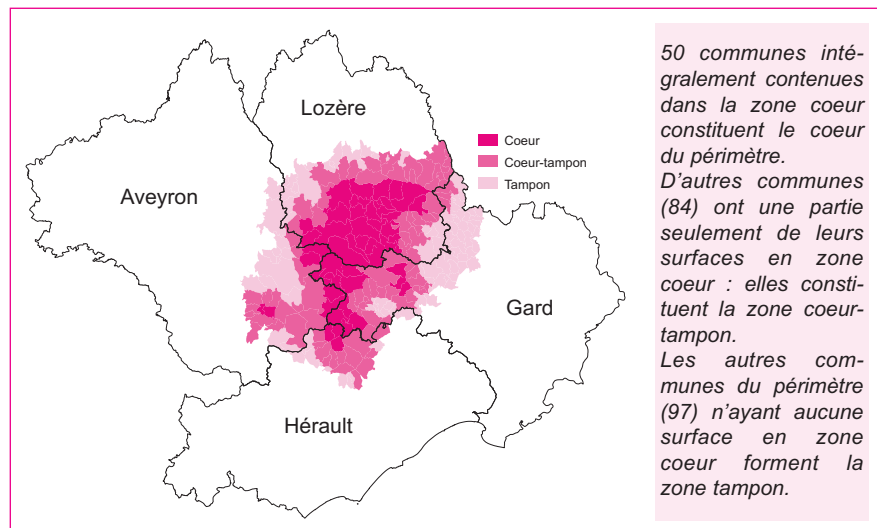 Lozère
Coeur
Coeur-tampon
Tampon
Aveyron
Gard
Hérault
50 communes inté-
gralement contenues
dans la zone coeur
constituent le coeur
du périmètre.
D'autres communes
(84) ont une partie
seulement de leurs
surfaces en zone
coeur : elles consti-
tuent la zone coeur-
tampon.
Les autres com-
munes du périmètre
(97) n'ayant aucune
surface en zone
coeur forment la
zone tampon.